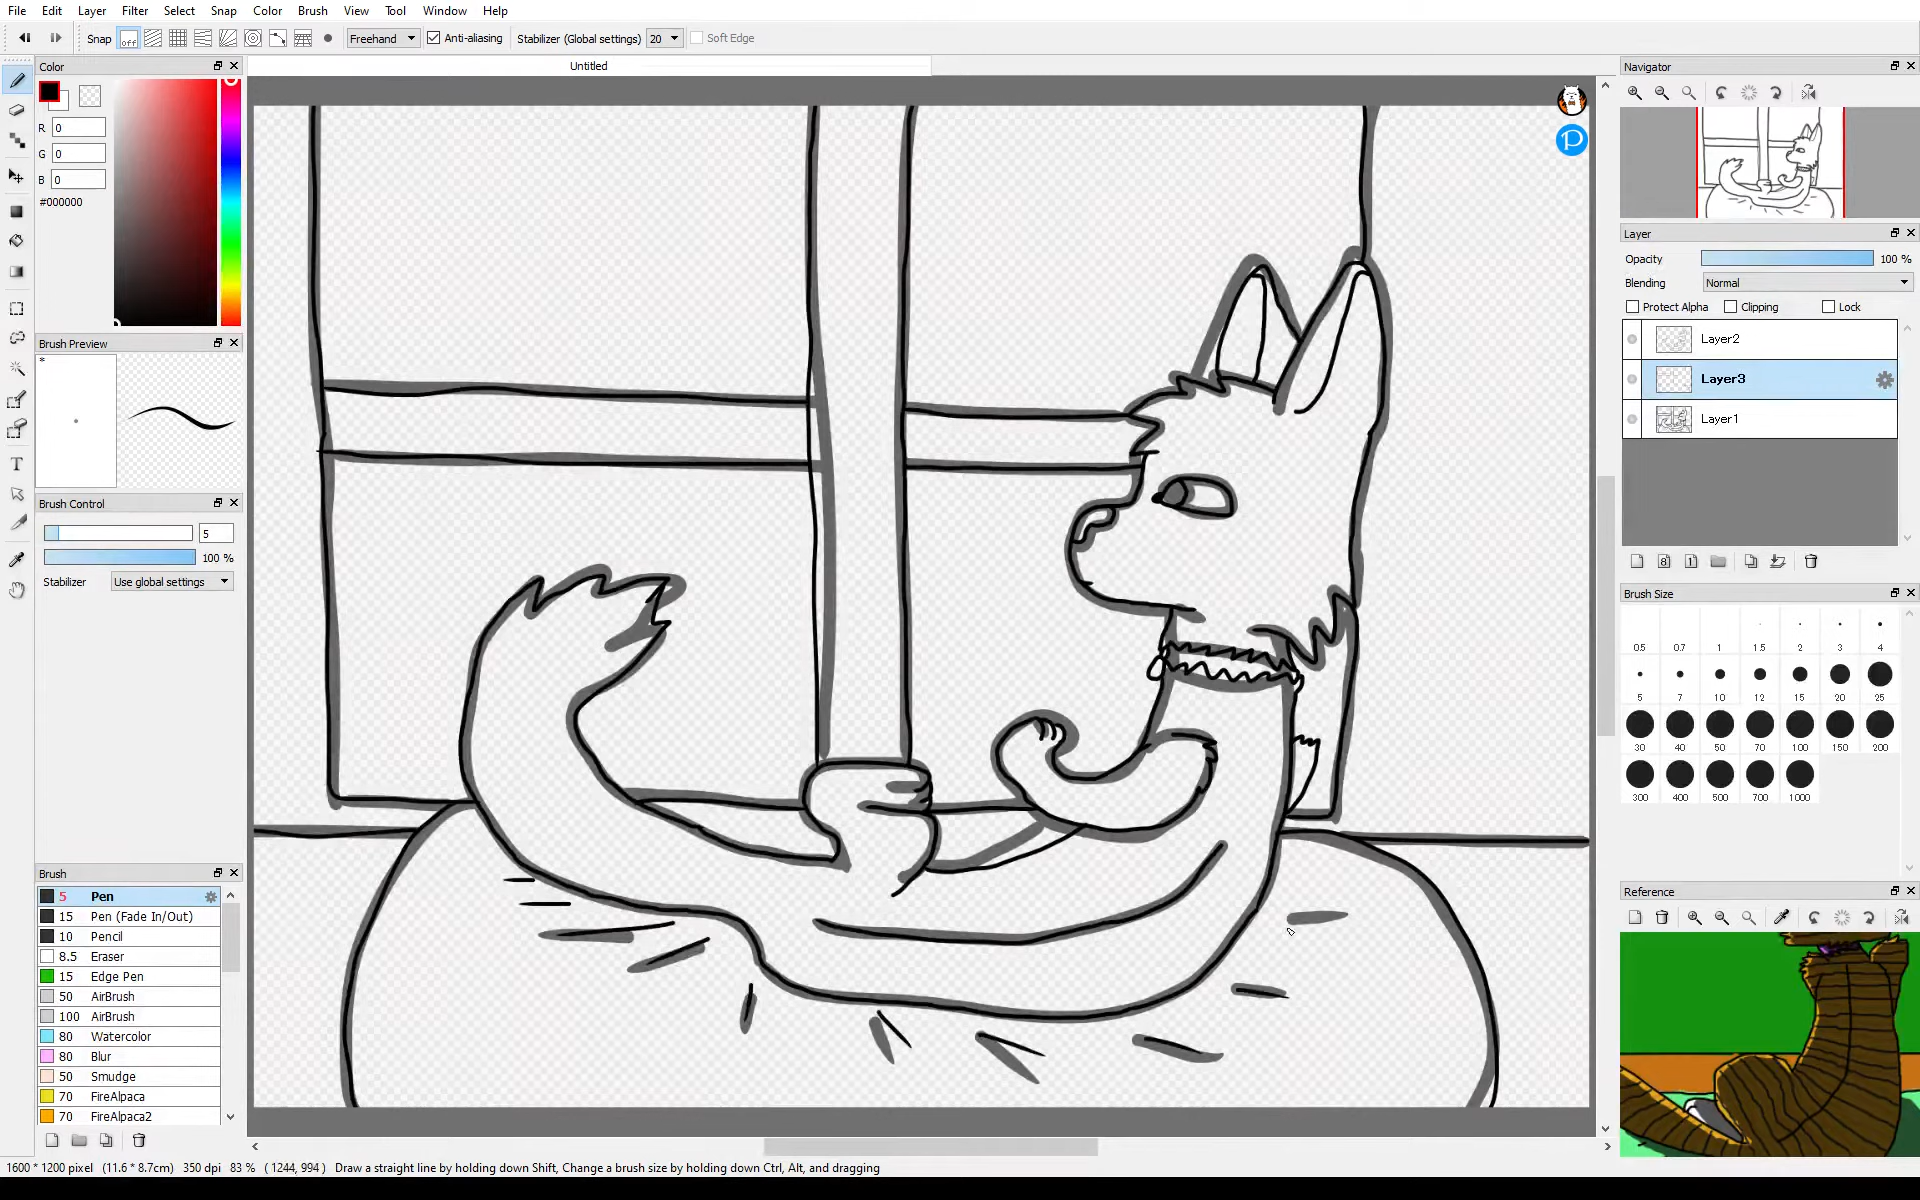 File Edit Layer Filter Select Snap Color Brush View Tool Window Help
Snap off Freehand Anti-aliasing Stabilizer (Global settings) 20 Soft Edge
Color
Untitled
Navigator
R 0
G 0
B 0
#000000
Layer
Opacity 100 %
Blending Normal
Protect Alpha Clipping Lock
Layer2
Layer3
Layer1
Brush Preview
*
Brush Control
5
100 %
Stabilizer Use global settings
8 1
Brush Size
0.5 0.7 1 1.5 2 3 4
5 7 10 12 15 20 25
30 40 50 70 100 150 200
300 400 500 700 1000
Brush
5 Pen
15 Pen (Fade In/Out)
10 Pencil
8.5 Eraser
15 Edge Pen
50 AirBrush
100 AirBrush
80 Watercolor
80 Blur
50 Smudge
70 FireAlpaca
70 FireAlpaca2
Reference
1600 * 1200 pixel (11.6 * 8.7cm) 350 dpi 83 % ( 1244, 994 ) Draw a straight line by holding down Shift, Change a brush size by holding down Ctrl, Alt, and dragging